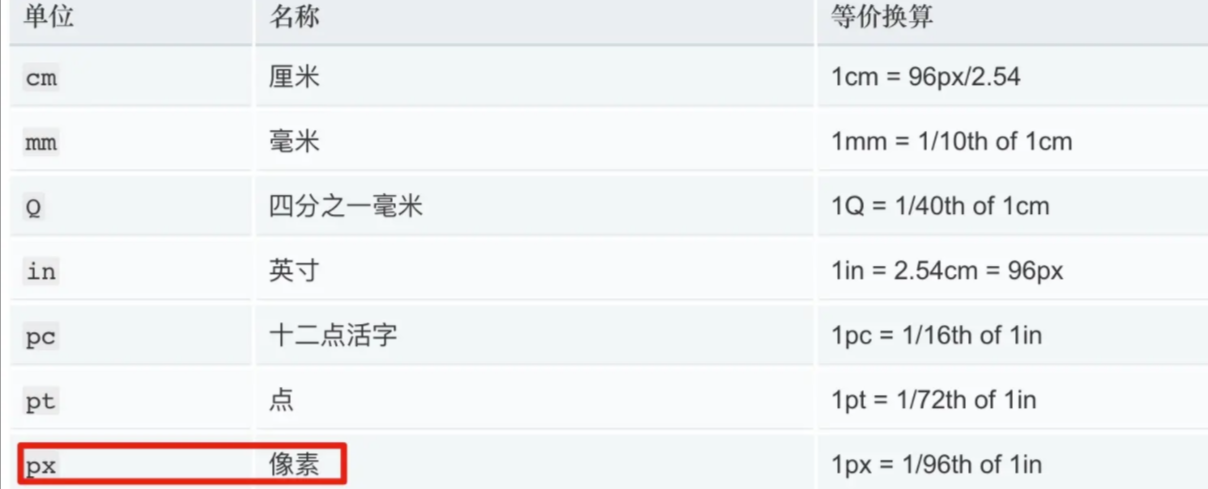 单位 名称 等价换算
cm 厘米 1cm = 96px/2.54
mm 毫米 1mm = 1/10th of 1cm
Q 四分之一毫米 1Q = 1/40th of 1cm
in 英寸 1in = 2.54cm = 96px
pc 十二点活字 1pc = 1/16th of 1in
pt 点 1pt = 1/72th of 1in
px 像素 1px = 1/96th of 1in